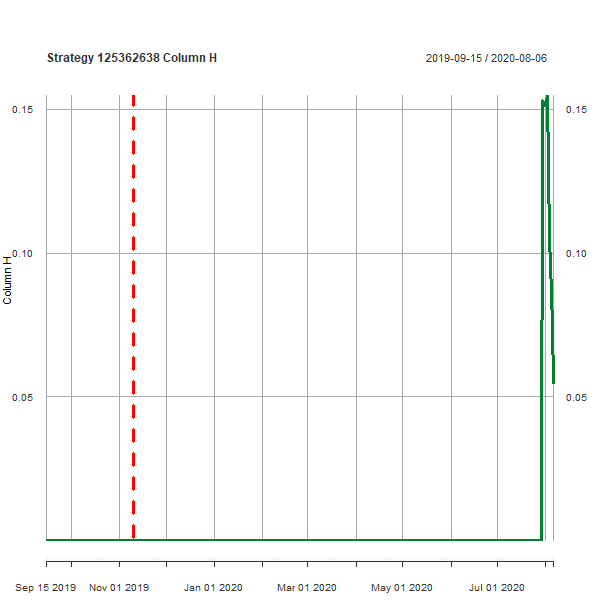 Strategy 125362638 Column H
2019-09-15 / 2020-08-06
0.15
0.15
0.10
0.10
Column H
0.05
0.05
Sep 15 2019
Nov 01 2019
Jan 01 2020
Mar 01 2020
May 01 2020
Jul 01 2020